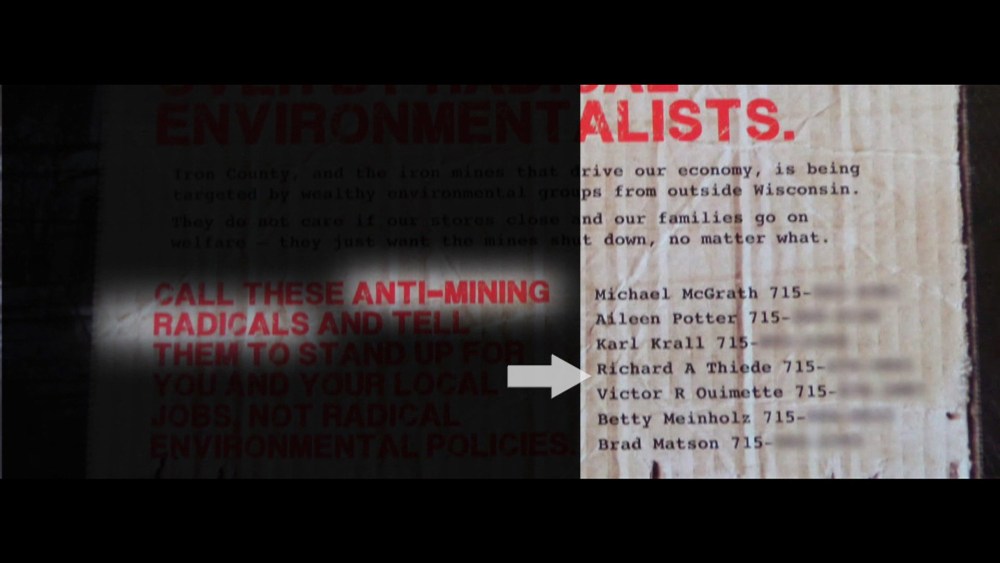 OVER BY RADICAL
ENVIRONMENTALISTS.
Iron County, and the iron mines that drive our economy, is being
targeted by wealthy environmental groups from outside Wisconsin.
They do not care if our stores close and our families go on
welfare — they just want the mines shut down, no matter what.
CALL THESE ANTI-MINING
RADICALS AND TELL
THEM TO STAND UP FOR
YOU AND YOUR LOCAL
JOBS, NOT RADICAL
ENVIRONMENTAL POLICIES.
Michael McGrath 715-
Aileen Potter 715-
Karl Krall 715-
Richard A Thiede 715-
Victor R Ouimette 715-
Betty Meinholz 715-
Brad Matson 715-